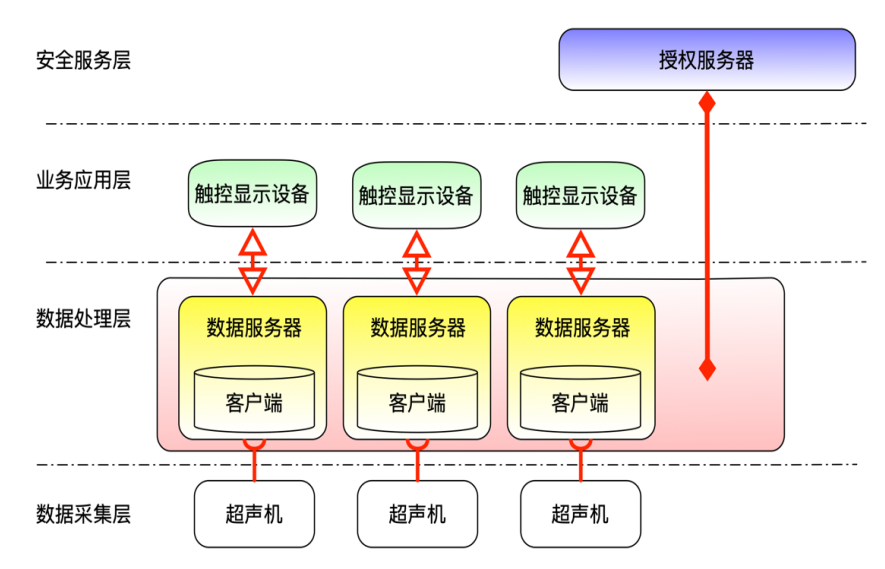 安全服务层
授权服务器
业务应用层
触控显示设备
触控显示设备
触控显示设备
数据处理层
数据服务器
数据服务器
数据服务器
客户端
客户端
客户端
数据采集层
超声机
超声机
超声机